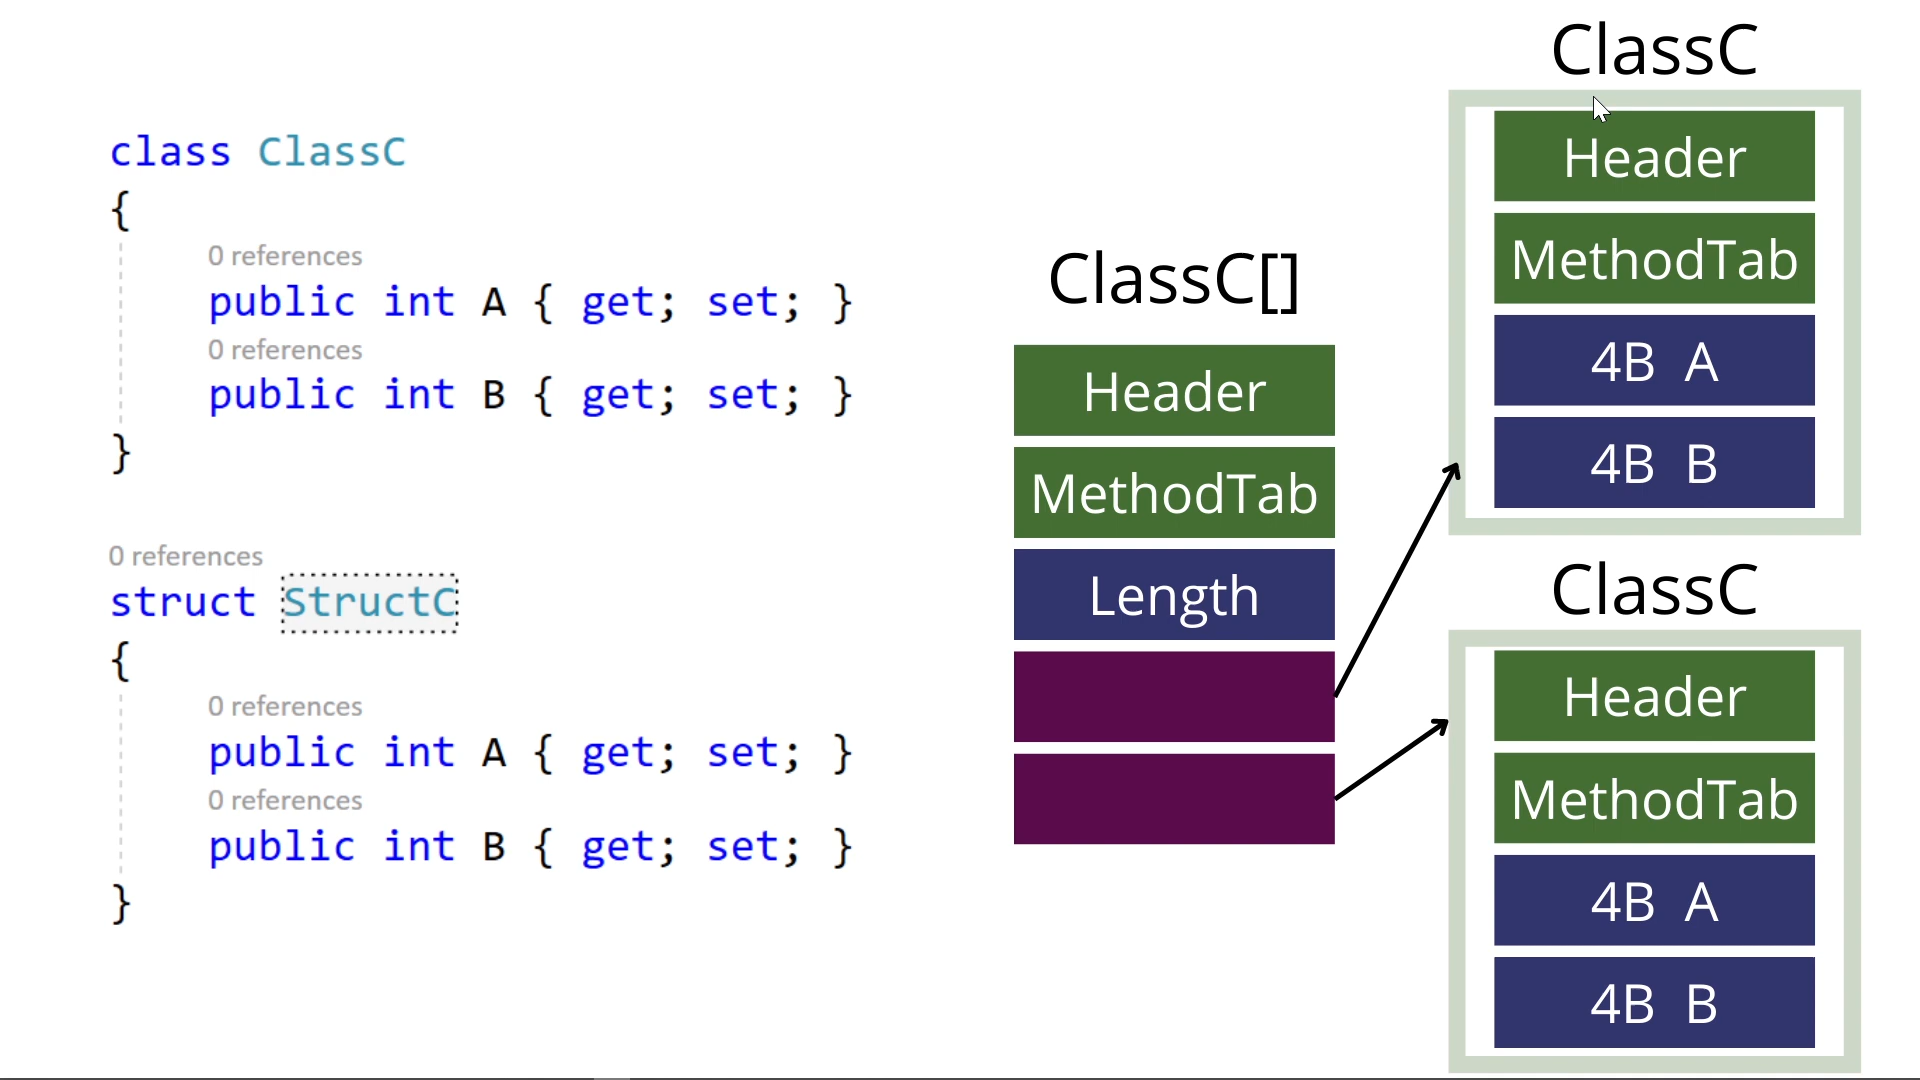 class ClassC
{
0 references
public int A { get; set; }
0 references
public int B { get; set; }
}
0 references
struct StructC
{
0 references
public int A { get; set; }
0 references
public int B { get; set; }
}
ClassC[]
Header
MethodTab
Length
ClassC
Header
MethodTab
4B A
4B B
ClassC
Header
MethodTab
4B A
4B B